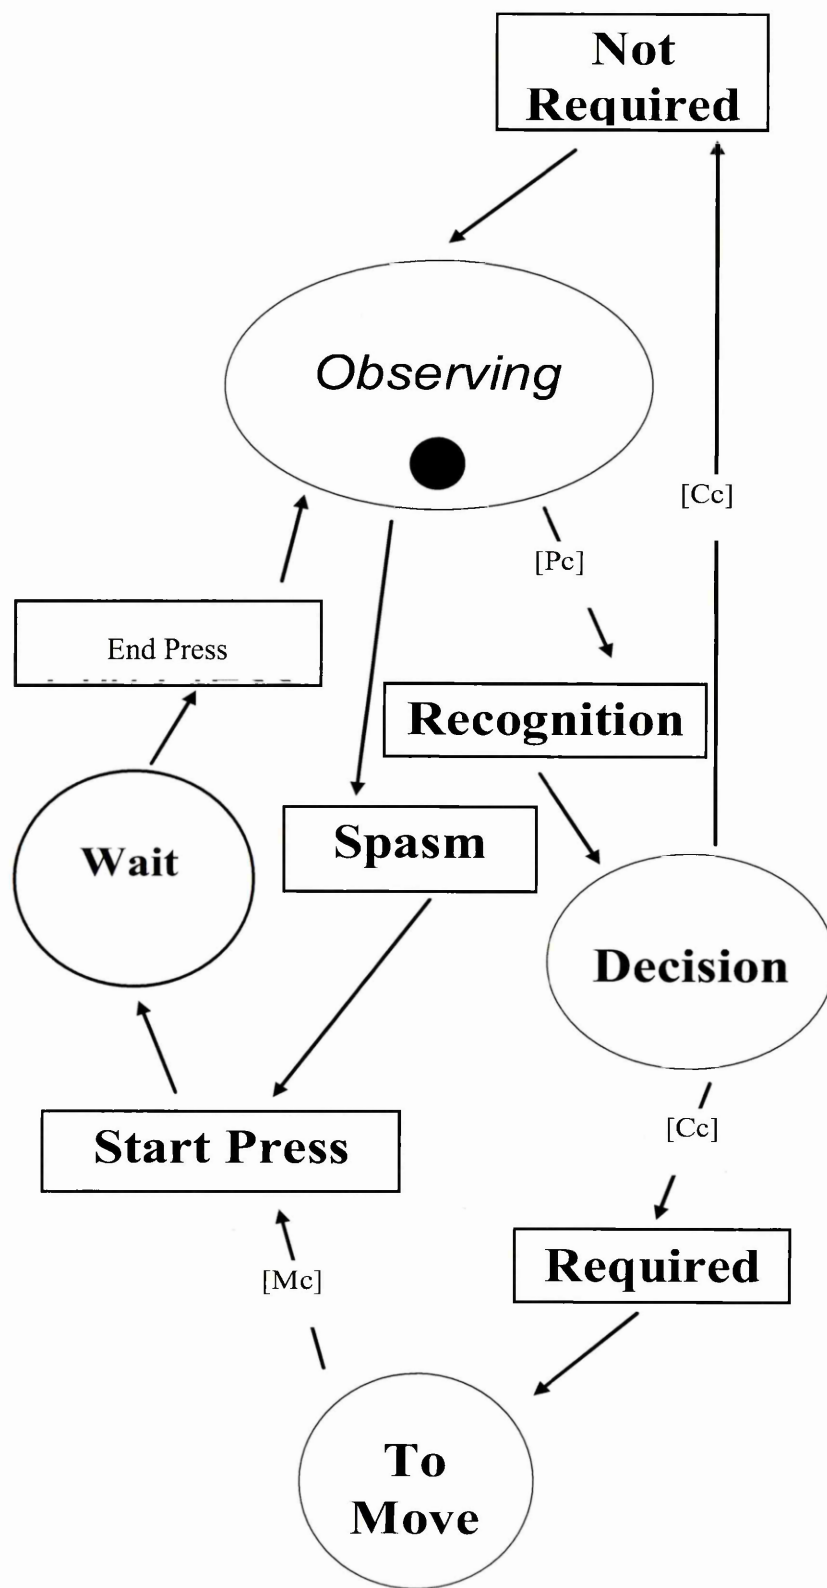 Not
Required
Observing
[Cc]
[Pc]
End Press
Recognition
Spasm
Wait
Decision
Start Press
[Cc]
Required
[Mc]
To
Move